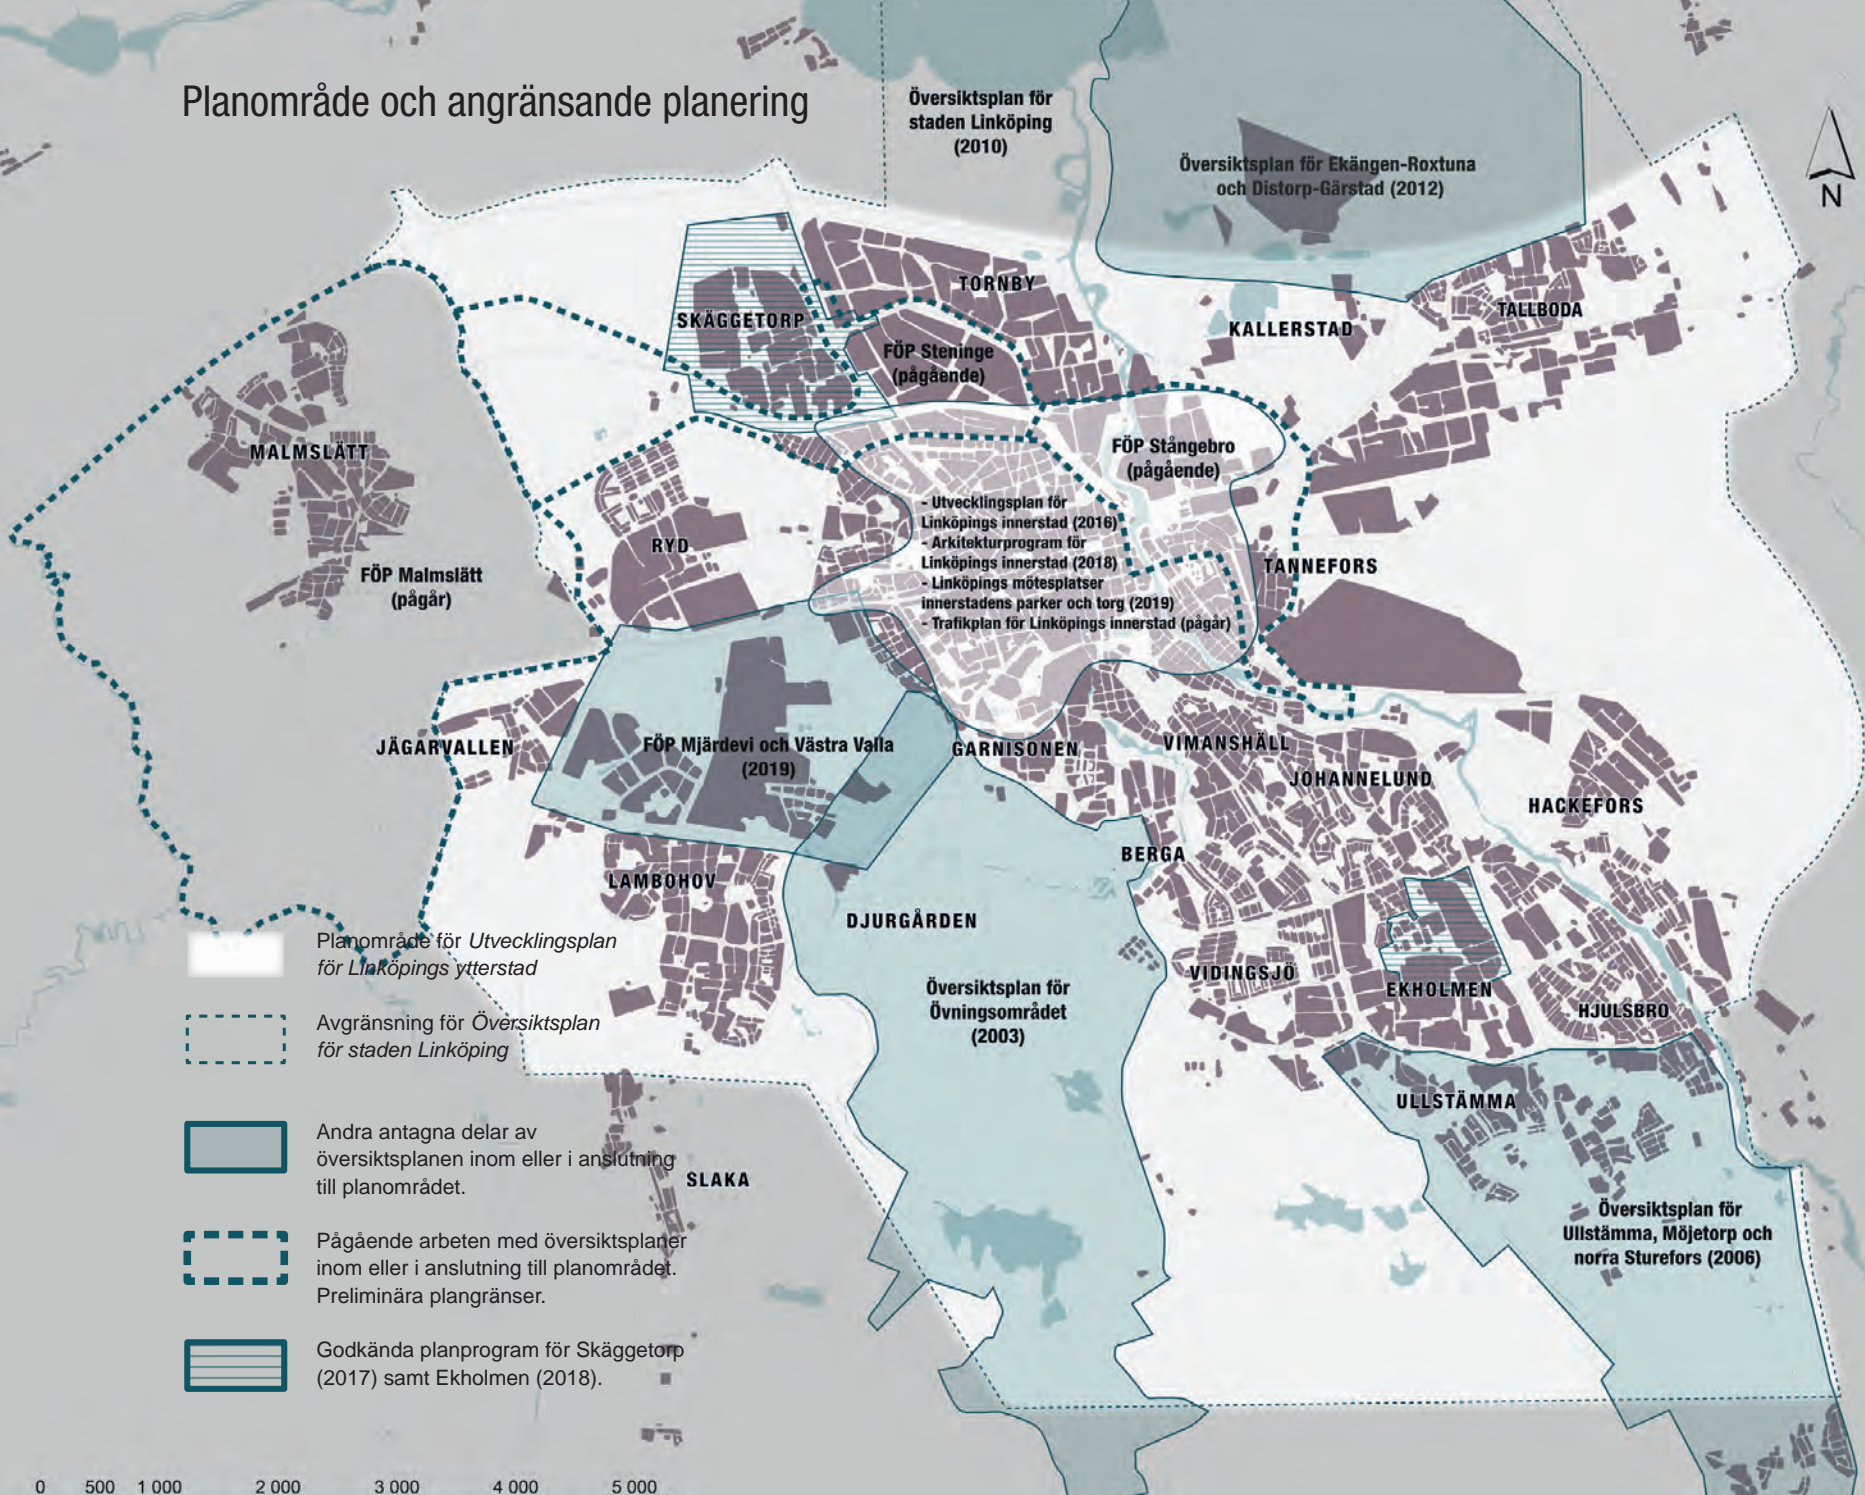 Planområde och angränsande planering
Översiktsplan för
staden Linköping
(2010)
Översiktsplan för Ekängen-Roxtuna
och Distorp-Gärstad (2012)
N
TORNBY
SKÄGGETORP
KALLERSTAD
TALLBODA
FÖP Steninge
(pågående)
MALMSLÄTT
FÖP Stångebro
(pågående)
- Utvecklingsplan för
Linköpings innerstad (2016)
- Arkitekturprogram för
Linköpings innerstad (2018)
- Linköpings mötesplatser
innerstadens parker och torg (2019)
- Trafikplan för Linköpings innerstad (pågår)
RYD
TANNEFORS
FÖP Malmslätt
(pågår)
JÄGARVALLEN
FÖP Mjärdevi och Västra Valla
(2019)
GARNISONEN
VIMANSHÄLL
JOHANNELUND
HACKEFORS
BERGA
LAMBOHOV
DJURGÅRDEN
VIDINGSJÖ
EKHOLMEN
HJULSBRO
Översiktsplan för
Övningsområdet
(2003)
ULLSTÄMMA
SLAKA
Översiktsplan för
Ullstämma, Möjetorp och
norra Sturefors (2006)
Planområde för Utvecklingsplan
för Linköpings ytterstad
Avgränsning för Översiktsplan
för staden Linköping
Andra antagna delar av
översiktsplanen inom eller i anslutning
till planområdet.
Pågående arbeten med översiktsplaner
inom eller i anslutning till planområdet.
Preliminära plangränser.
Godkända planprogram för Skäggetorp
(2017) samt Ekholmen (2018).
0 500 1 000 2 000 3 000 4 000 5 000